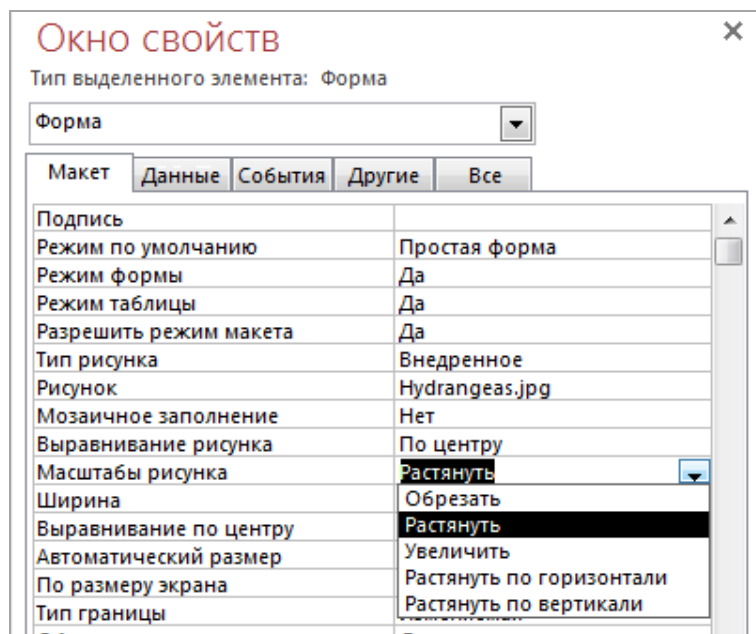 Окно свойств
Тип выделенного элемента: Форма
Форма
Макет Данные События Другие Все
Подпись
Режим по умолчанию Простая форма
Режим формы Да
Режим таблицы Да
Разрешить режим макета Да
Тип рисунка Внедренное
Рисунок Hydrangeas.jpg
Мозаичное заполнение Нет
Выравнивание рисунка По центру
Масштабы рисунка Растянуть
Ширина Обрезать
Выравнивание по центру Растянуть
Автоматический размер Увеличить
По размеру экрана Растянуть по горизонтали
Тип границы Растянуть по вертикали